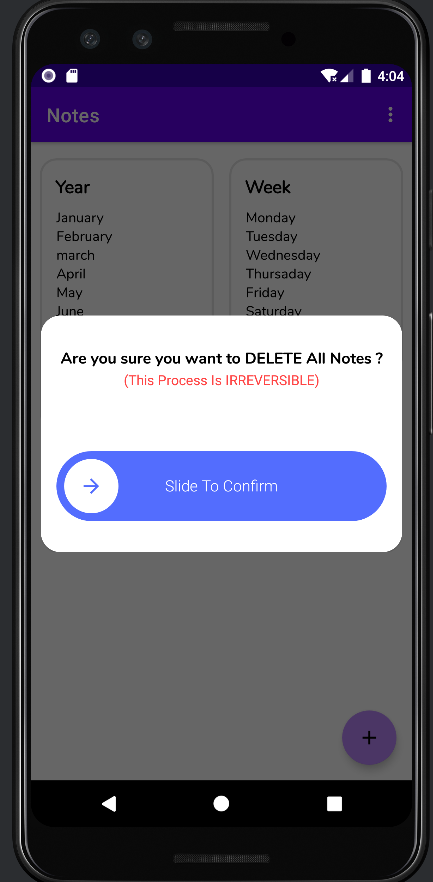 4:04
Notes
Year
January
February
march
April
May
June
Week
Monday
Tuesday
Wednesday
Thursaday
Friday
Saturday
Are you sure you want to DELETE All Notes ?
(This Process Is IRREVERSIBLE)
Slide To Confirm